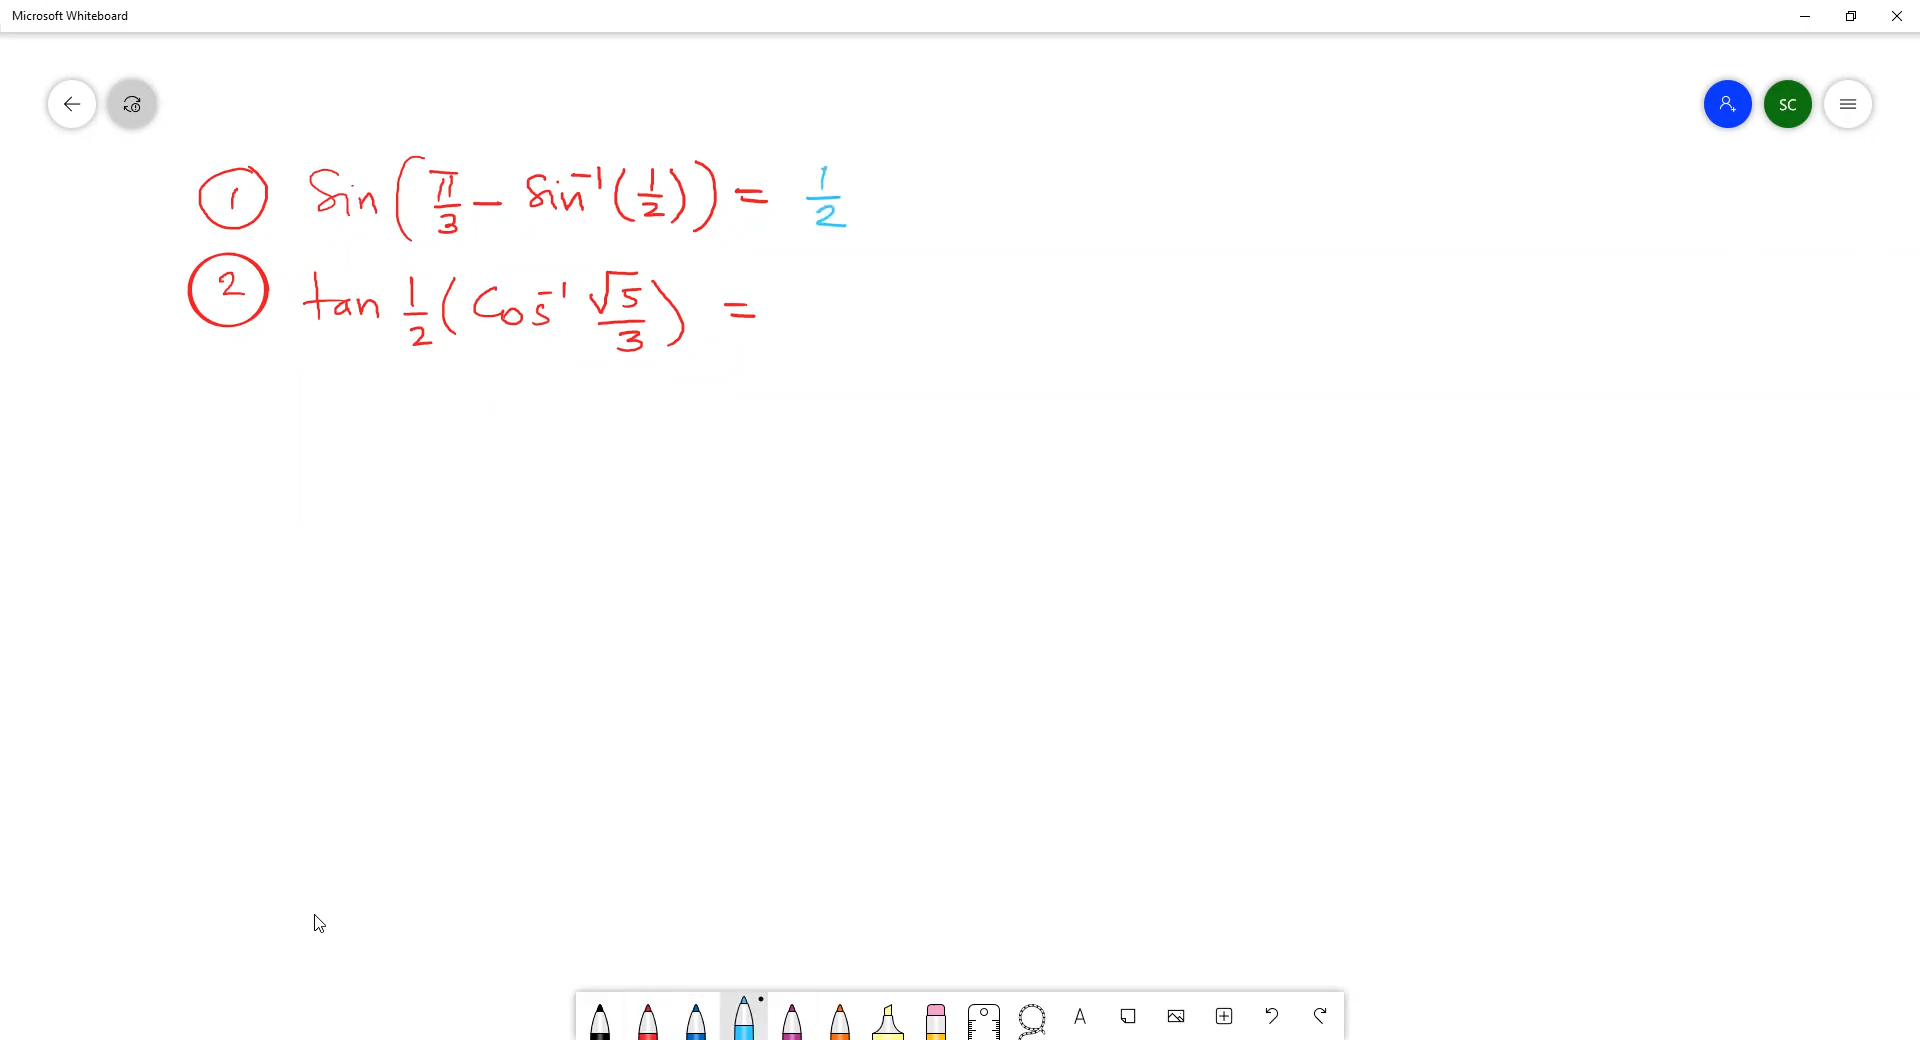 Microsoft Whiteboard
SC
① Sin(π/3 − sin⁻¹(1/2)) = 1/2
② tan 1/2 (Cos⁻¹ √5/3) =
A